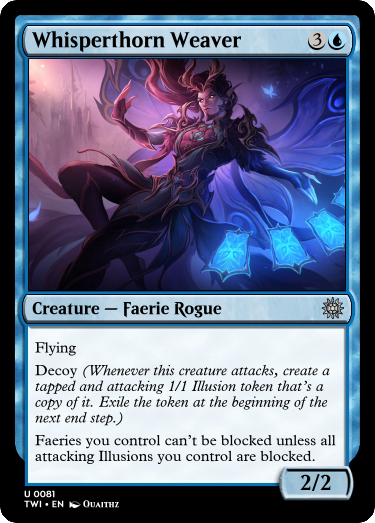 Whisperthorn Weaver 3
Creature — Faerie Rogue
Flying
Decoy (Whenever this creature attacks, create a
tapped and attacking 1/1 Illusion token that's a
copy of it. Exile the token at the beginning of the
next end step.)
Faeries you control can't be blocked unless all
attacking Illusions you control are blocked.
2/2
U 0081
TWI • EN Quaithz